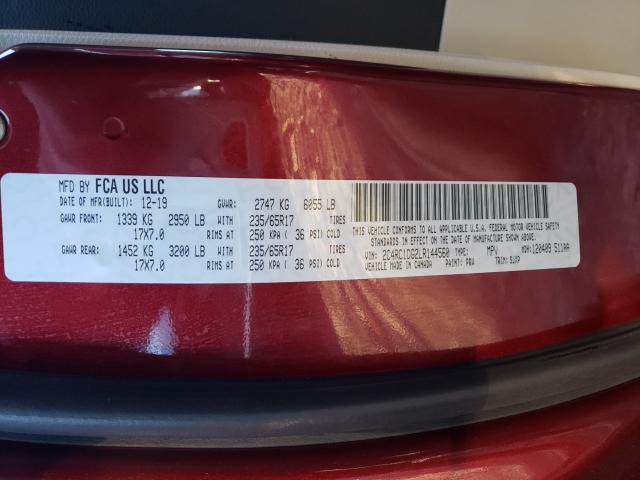 MFD BY FCA US LLC
DATE OF MFR(BUILT): 12-19 GVWR: 2747 KG 6055 LB
GAWR FRONT: 1339 KG 2950 LB WITH 235/65R17 TIRES
17X7.0 RIMS AT 250 KPA ( 36 PSI) COLD
GAWR REAR: 1452 KG 3200 LB WITH 235/65R17 TIRES
17X7.0 RIMS AT 250 KPA ( 36 PSI) COLD
THIS VEHICLE CONFORMS TO ALL APPLICABLE U.S.A. FEDERAL MOTOR VEHICLE SAFETY
STANDARDS IN EFFECT ON THE DATE OF MANUFACTURE SHOWN ABOVE.
VIN: 2C4RC1DG2LR144560 TYPE: MPV MDH: 120409 511AA
VEHICLE MADE IN CANADA PAINT: PRV TRIM: